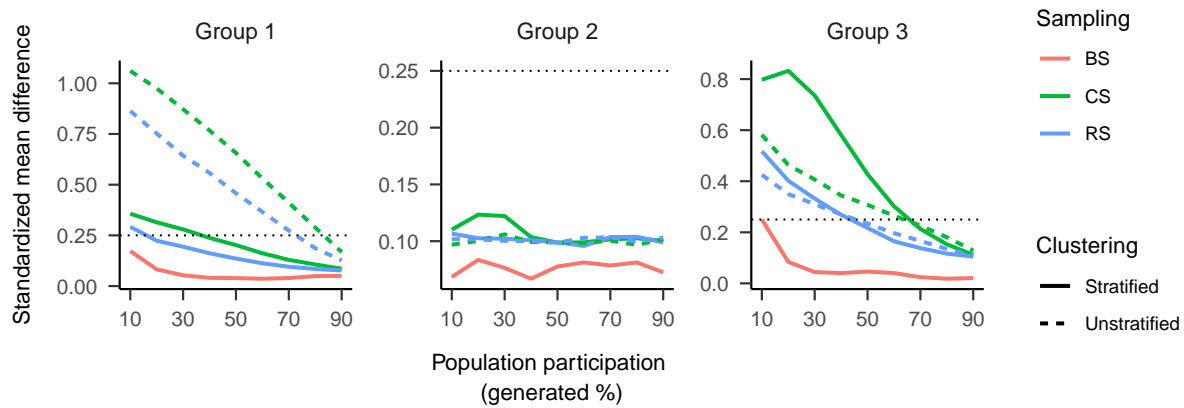 Group 1
Group 2
Group 3
Standardized mean difference
1.00
0.75
0.50
0.25
0.00
10 30 50 70 90
0.25
0.20
0.15
0.10
10 30 50 70 90
0.8
0.6
0.4
0.2
0.0
10 30 50 70 90
Population participation
(generated %)
Sampling
BS
CS
RS
Clustering
Stratified
Unstratified